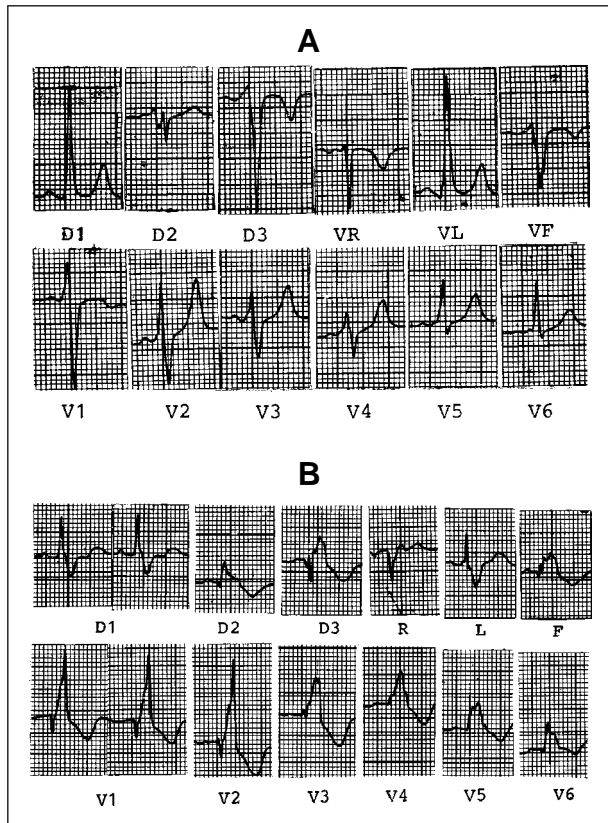 A
D1 D2 D3 VR VL VF
V1 V2 V3 V4 V5 V6
B
D1 D2 D3 R L F
V1 V2 V3 V4 V5 V6